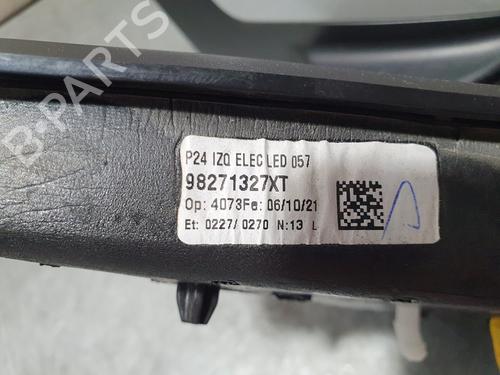 B-PARTS
P24 IZQ ELEC LED 057
98271327XT
Op: 4073Fe: 06/10/21
Et: 0227/ 0270 N:13 L